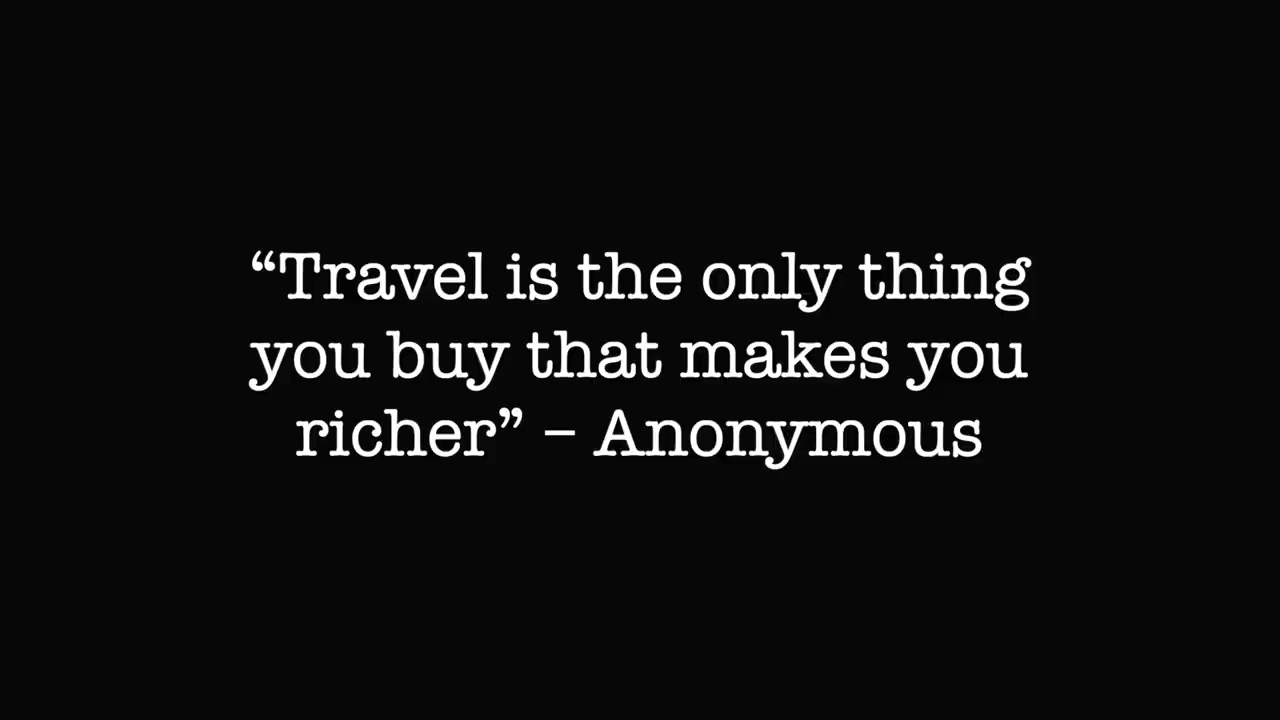 “Travel is the only thing
you buy that makes you
richer” – Anonymous